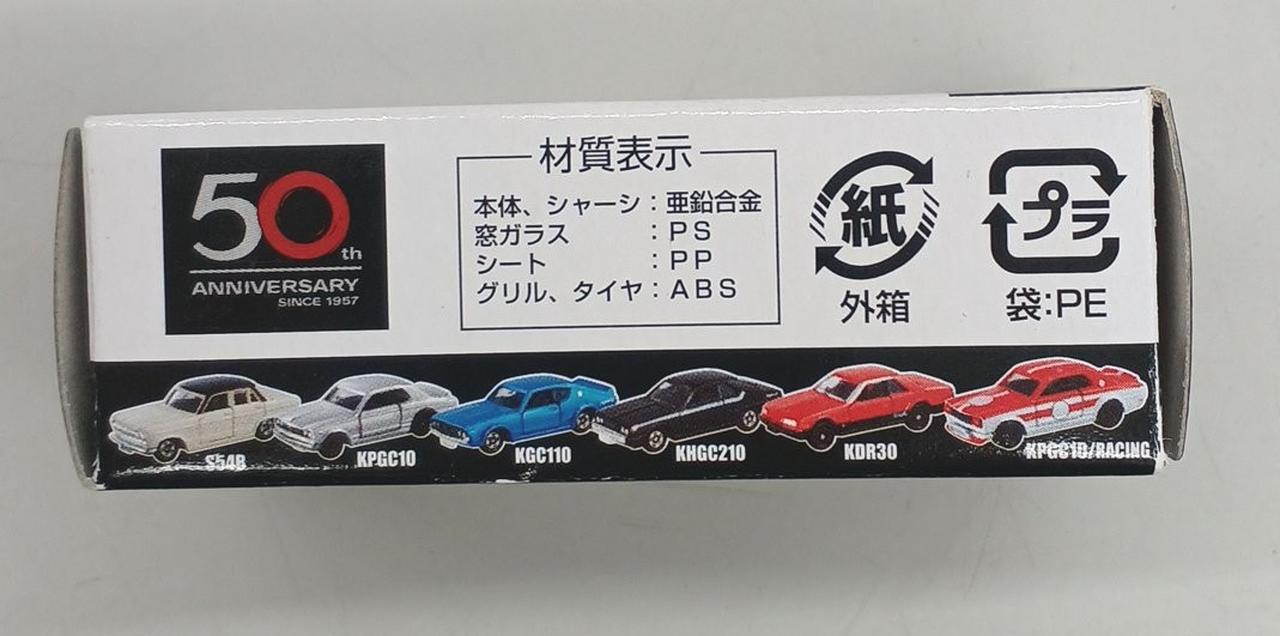 50th
ANNIVERSARY
SINCE 1957
材質表示
本体、シャーシ：亜鉛合金
窓ガラス：PS
シート：PP
グリル、タイヤ：ABS
紙
外箱
プラ
袋:PE
S54B
KPGC10
KGC110
KHGC210
KDR30
KPGC10/RACING